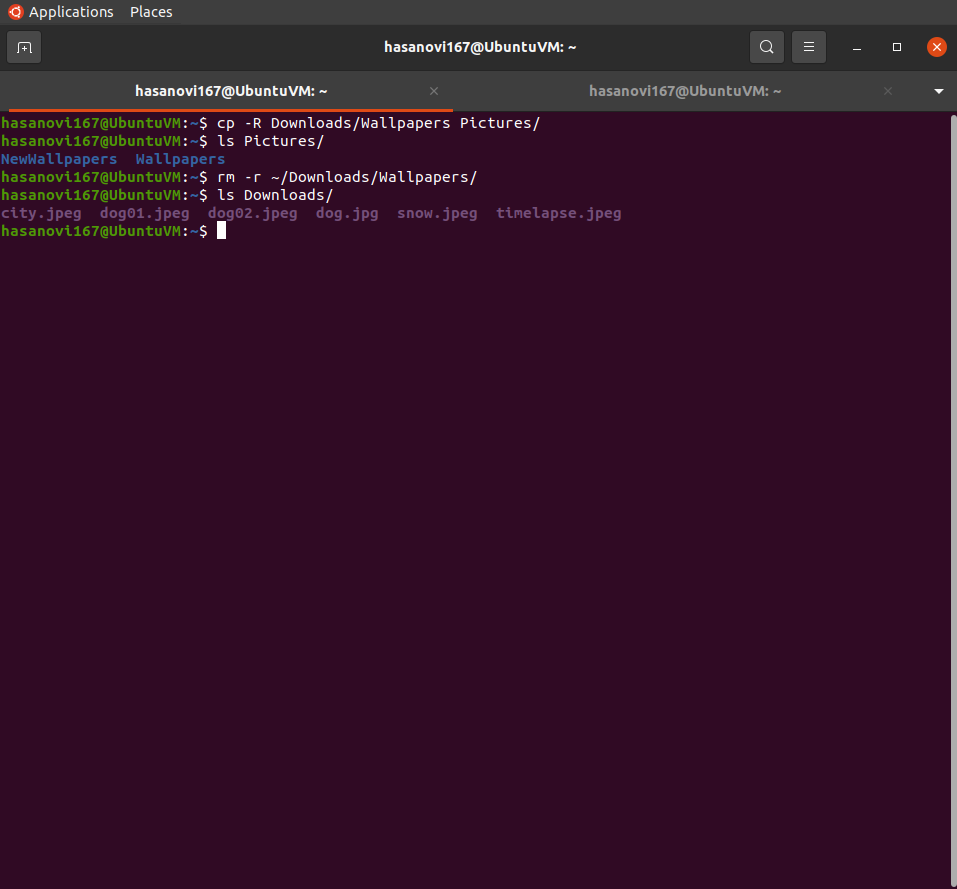 Applications Places
hasanovi167@UbuntuVM: ~
hasanovi167@UbuntuVM: ~ hasanovi167@UbuntuVM: ~
hasanovi167@UbuntuVM:~$ cp -R Downloads/Wallpapers Pictures/
hasanovi167@UbuntuVM:~$ ls Pictures/
NewWallpapers  Wallpapers
hasanovi167@UbuntuVM:~$ rm -r ~/Downloads/Wallpapers/
hasanovi167@UbuntuVM:~$ ls Downloads/
city.jpeg  dog01.jpeg  dog02.jpeg  dog.jpg  snow.jpeg  timelapse.jpeg
hasanovi167@UbuntuVM:~$